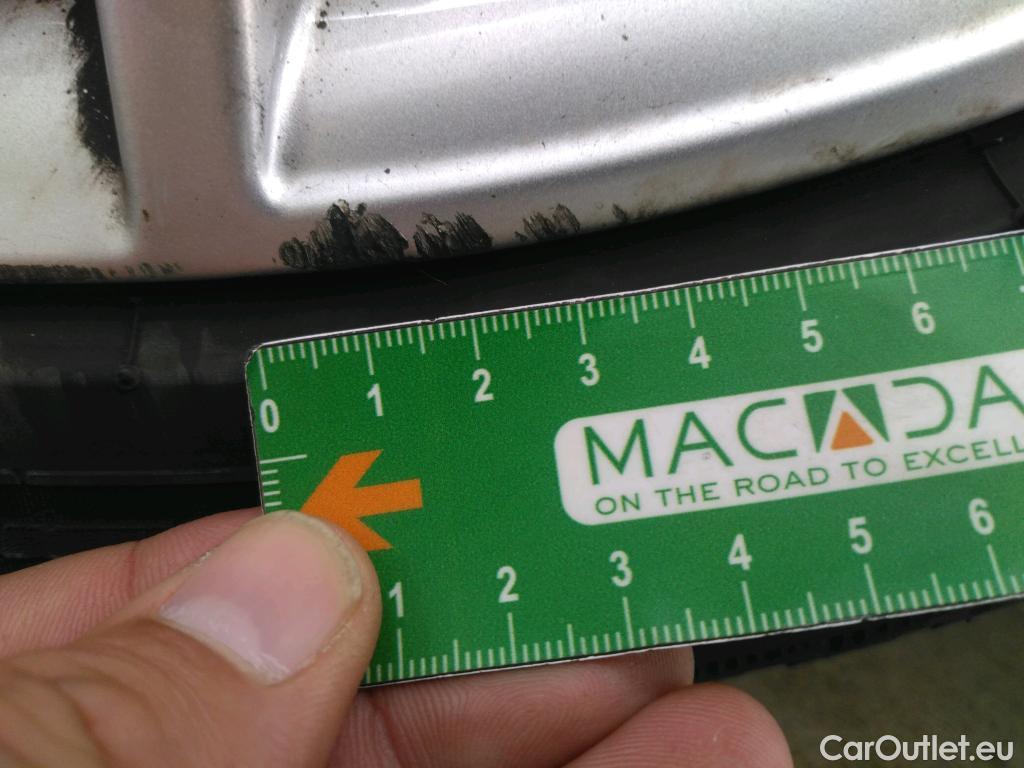 0 1 2 3 4 5 6
MACADA
ON THE ROAD TO EXCELL
1 2 3 4 5 6
CarOutlet.eu